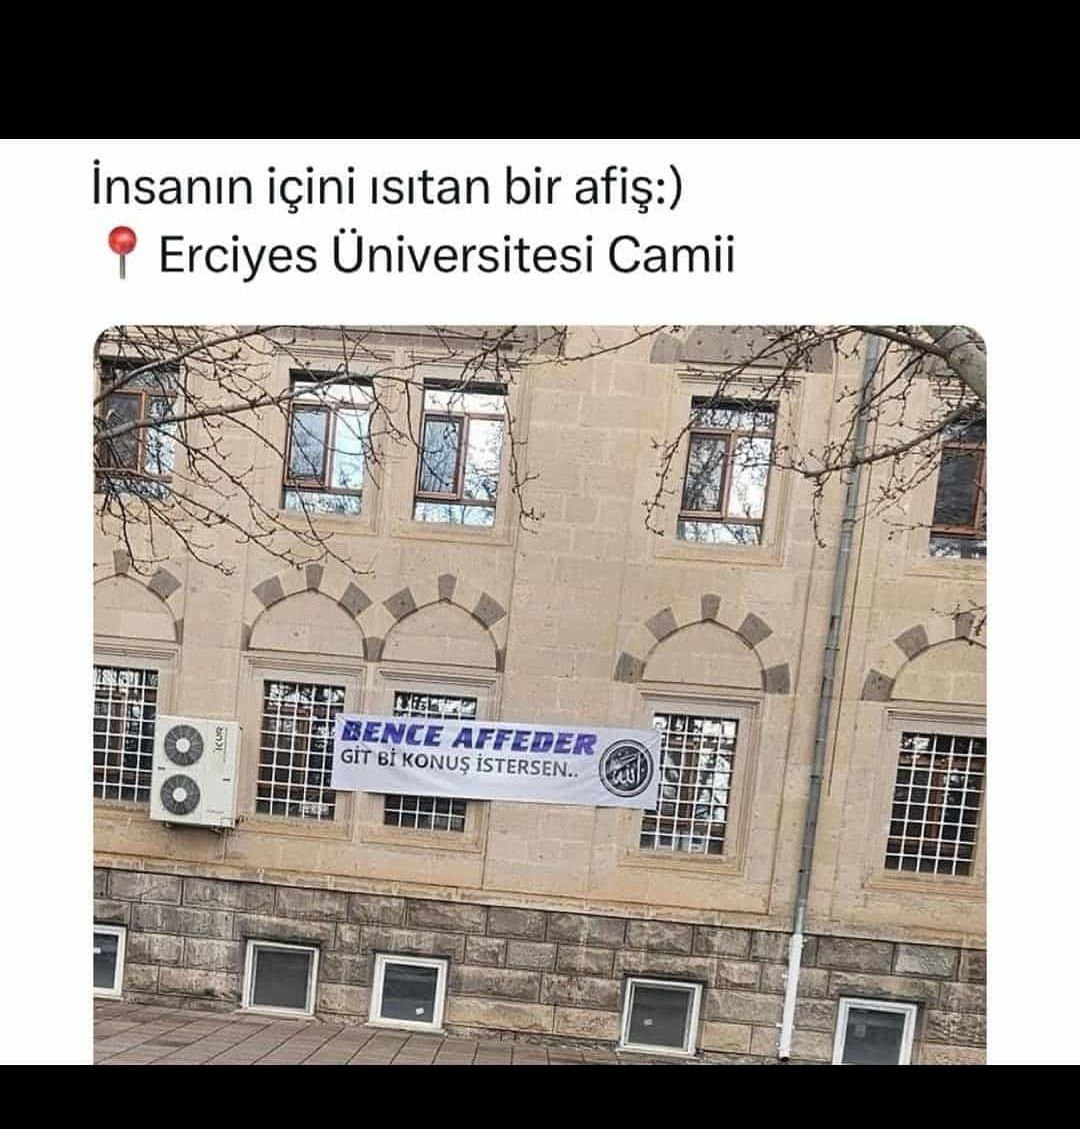 İnsanın içini ısıtan bir afiş:)
Erciyes Üniversitesi Camii
BENCE AFFEDER
GİT Bİ KONUŞ İSTERSEN..